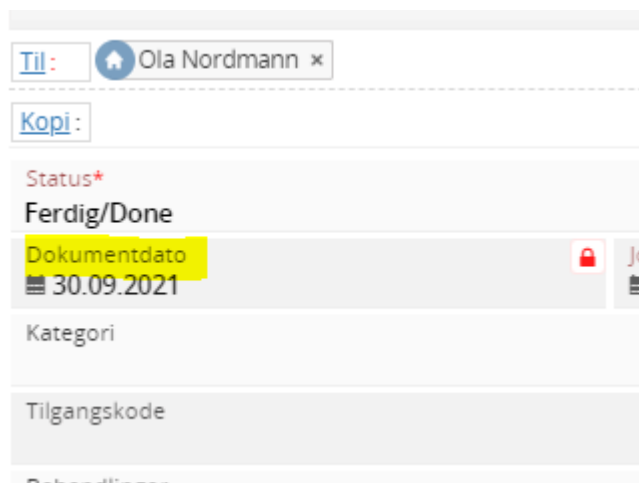 Til: Ola Nordmann ×
Kopi:
Status*
Ferdig/Done
Dokumentdato
30.09.2021
Kategori
Tilgangskode